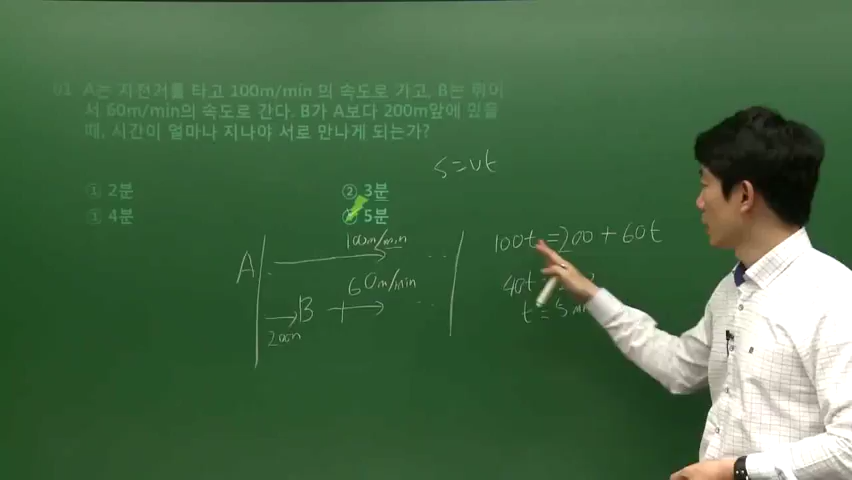 01 A는 자전거를 타고 100m/min 의 속도로 가고, B는 뛰어
서 60m/min의 속도로 간다. B가 A보다 200m앞에 있을
때, 시간이 얼마나 지나야 서로 만나게 되는가?
① 2분 ② 3분
③ 4분 5분
s=vt
100m/min
A
B 60m/min
200m
100t=200+60t
40t
t=5